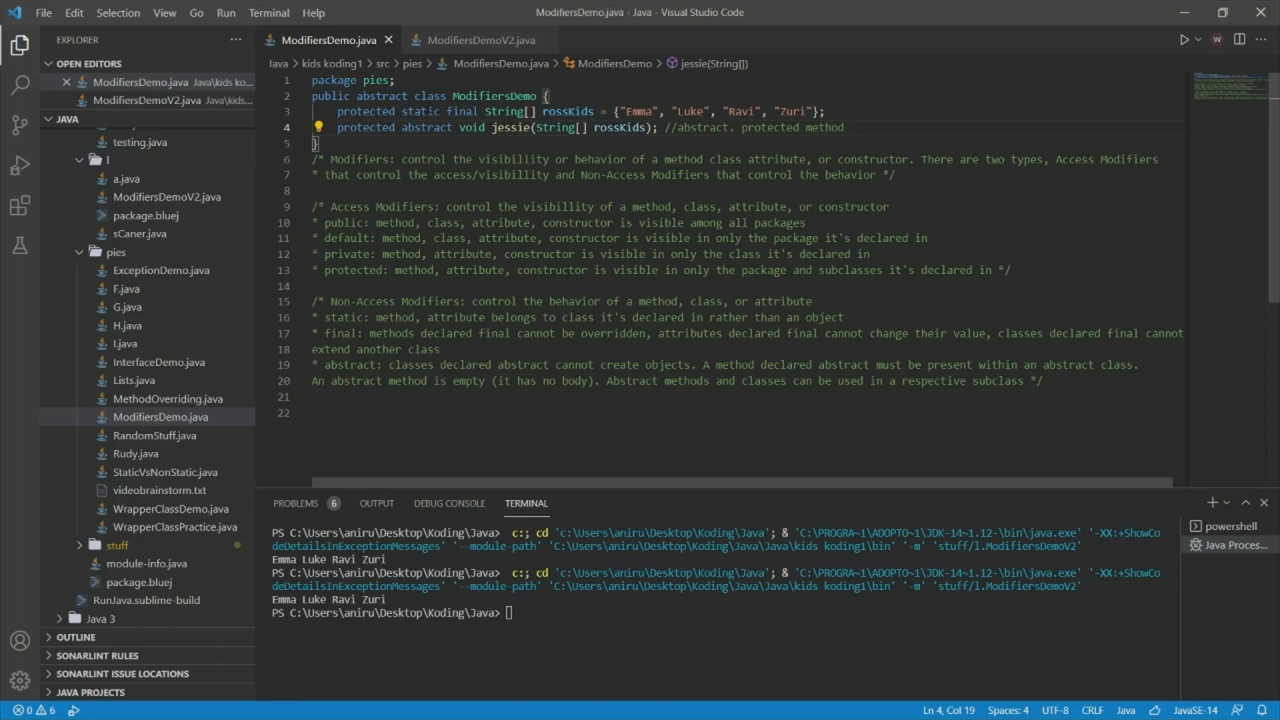 File Edit Selection View Go Run Terminal Help
ModifiersDemo.java - Java - Visual Studio Code
EXPLORER
OPEN EDITORS
ModifiersDemo.java Java\kids ko...
ModifiersDemoV2.java Java\kids...
JAVA
testing.java
l
a.java
ModifiersDemoV2.java
package.bluej
sCaner.java
pies
ExceptionDemo.java
F.java
G.java
H.java
I.java
InterfaceDemo.java
Lists.java
MethodOverriding.java
ModifiersDemo.java
RandomStuff.java
Rudy.java
StaticVsNonStatic.java
videobrainstorm.txt
WrapperClassDemo.java
WrapperClassPractice.java
stuff
module-info.java
package.bluej
RunJava.sublime-build
Java 3
OUTLINE
SONARLINT RULES
SONARLINT ISSUE LOCATIONS
JAVA PROJECTS
ModifiersDemo.java ModifiersDemoV2.java
Java > kids koding1 > src > pies > ModifiersDemo.java > ModifiersDemo > jessie(String[])
1 package pies;
2 public abstract class ModifiersDemo {
3 protected static final String[] rossKids = {"Emma", "Luke", "Ravi", "Zuri"};
4 protected abstract void jessie(String[] rossKids); //abstract. protected method
5 }
6 /* Modifiers: control the visibillity or behavior of a method class attribute, or constructor. There are two types, Access Modifiers
7 * that control the access/visibillity and Non-Access Modifiers that control the behavior */
8
9 /* Access Modifiers: control the visibillity of a method, class, attribute, or constructor
10 * public: method, class, attribute, constructor is visible among all packages
11 * default: method, class, attribute, constructor is visible in only the package it's declared in
12 * private: method, attribute, constructor is visible in only the class it's declared in
13 * protected: method, attribute, constructor is visible in only the package and subclasses it's declared in */
14
15 /* Non-Access Modifiers: control the behavior of a method, class, or attribute
16 * static: method, attribute belongs to class it's declared in rather than an object
17 * final: methods declared final cannot be overridden, attributes declared final cannot change their value, classes declared final cannot
18 extend another class
19 * abstract: classes declared abstract cannot create objects. A method declared abstract must be present within an abstract class.
20 An abstract method is empty (it has no body). Abstract methods and classes can be used in a respective subclass */
21
22
PROBLEMS 6 OUTPUT DEBUG CONSOLE TERMINAL
PS C:\Users\aniru\Desktop\Koding\Java> c:; cd 'c:\Users\aniru\Desktop\Koding\Java'; & 'C:\PROGRA~1\ADOPTO~1\JDK-14~1.12-\bin\java.exe' '-XX:+ShowCo
deDetailsInExceptionMessages' '--module-path' 'C:\Users\aniru\Desktop\Koding\Java\Java\kids koding1\bin' '-m' 'stuff/l.ModifiersDemoV2'
Emma Luke Ravi Zuri
PS C:\Users\aniru\Desktop\Koding\Java> c:; cd 'c:\Users\aniru\Desktop\Koding\Java'; & 'C:\PROGRA~1\ADOPTO~1\JDK-14~1.12-\bin\java.exe' '-XX:+ShowCo
deDetailsInExceptionMessages' '--module-path' 'C:\Users\aniru\Desktop\Koding\Java\Java\kids koding1\bin' '-m' 'stuff/l.ModifiersDemoV2'
Emma Luke Ravi Zuri
PS C:\Users\aniru\Desktop\Koding\Java>
powershell
Java Proces...
0 6
Ln 4, Col 19 Spaces: 4 UTF-8 CRLF Java JavaSE-14